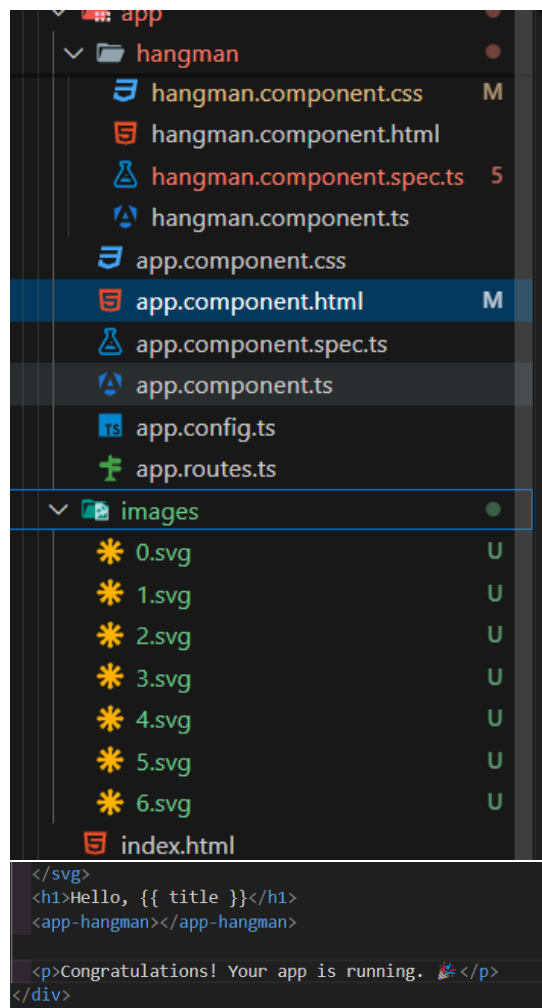 app
hangman
hangman.component.css M
hangman.component.html
hangman.component.spec.ts 5
hangman.component.ts
app.component.css
app.component.html M
app.component.spec.ts
app.component.ts
TS app.config.ts
app.routes.ts
images
0.svg U
1.svg U
2.svg U
3.svg U
4.svg U
5.svg U
6.svg U
index.html
</svg>
<h1>Hello, {{ title }}</h1>
<app-hangman></app-hangman>
<p>Congratulations! Your app is running. 🎉</p>
</div>